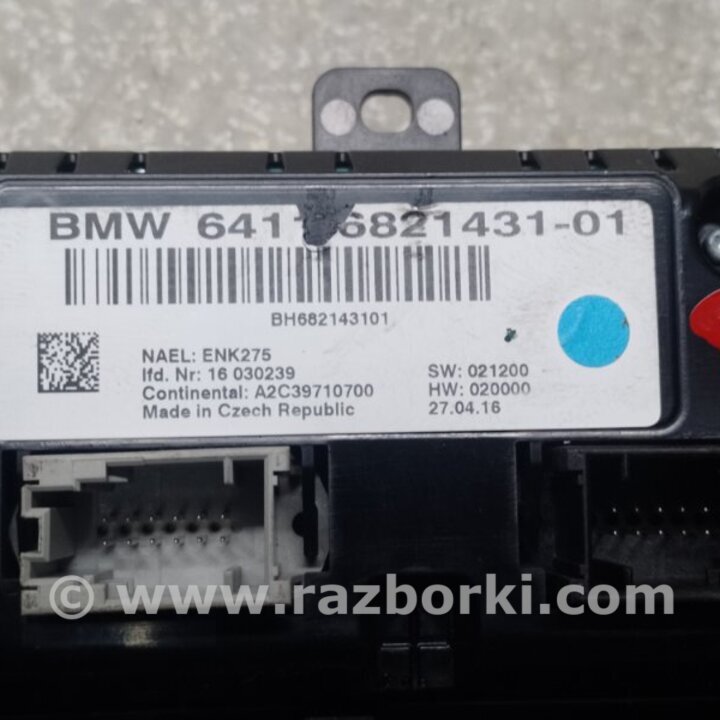 BMW 6821431-01
BH682143101
NAEL: ENK275
lfd. Nr: 16 030239
Continental: A2C39710700
Made in Czech Republic
SW: 021200
HW: 020000
27.04.16
© www.razborki.com